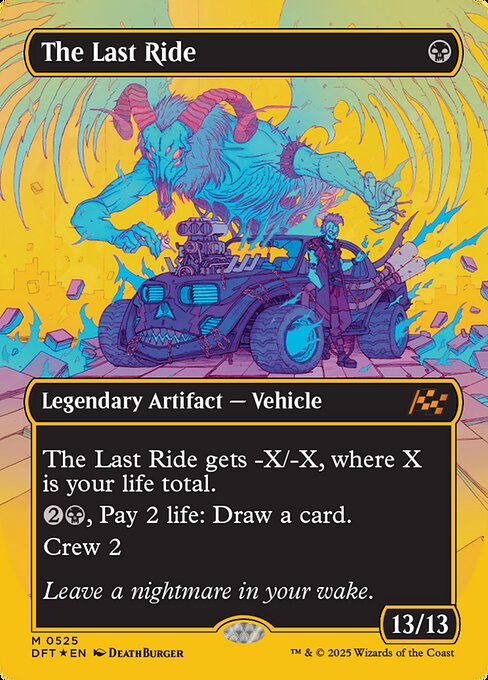 The Last Ride
Legendary Artifact — Vehicle
The Last Ride gets -X/-X, where X
is your life total.
2, Pay 2 life: Draw a card.
Crew 2
Leave a nightmare in your wake.
13/13
M 0525
DFT★EN DEATHBURGER
™ & © 2025 Wizards of the Coast